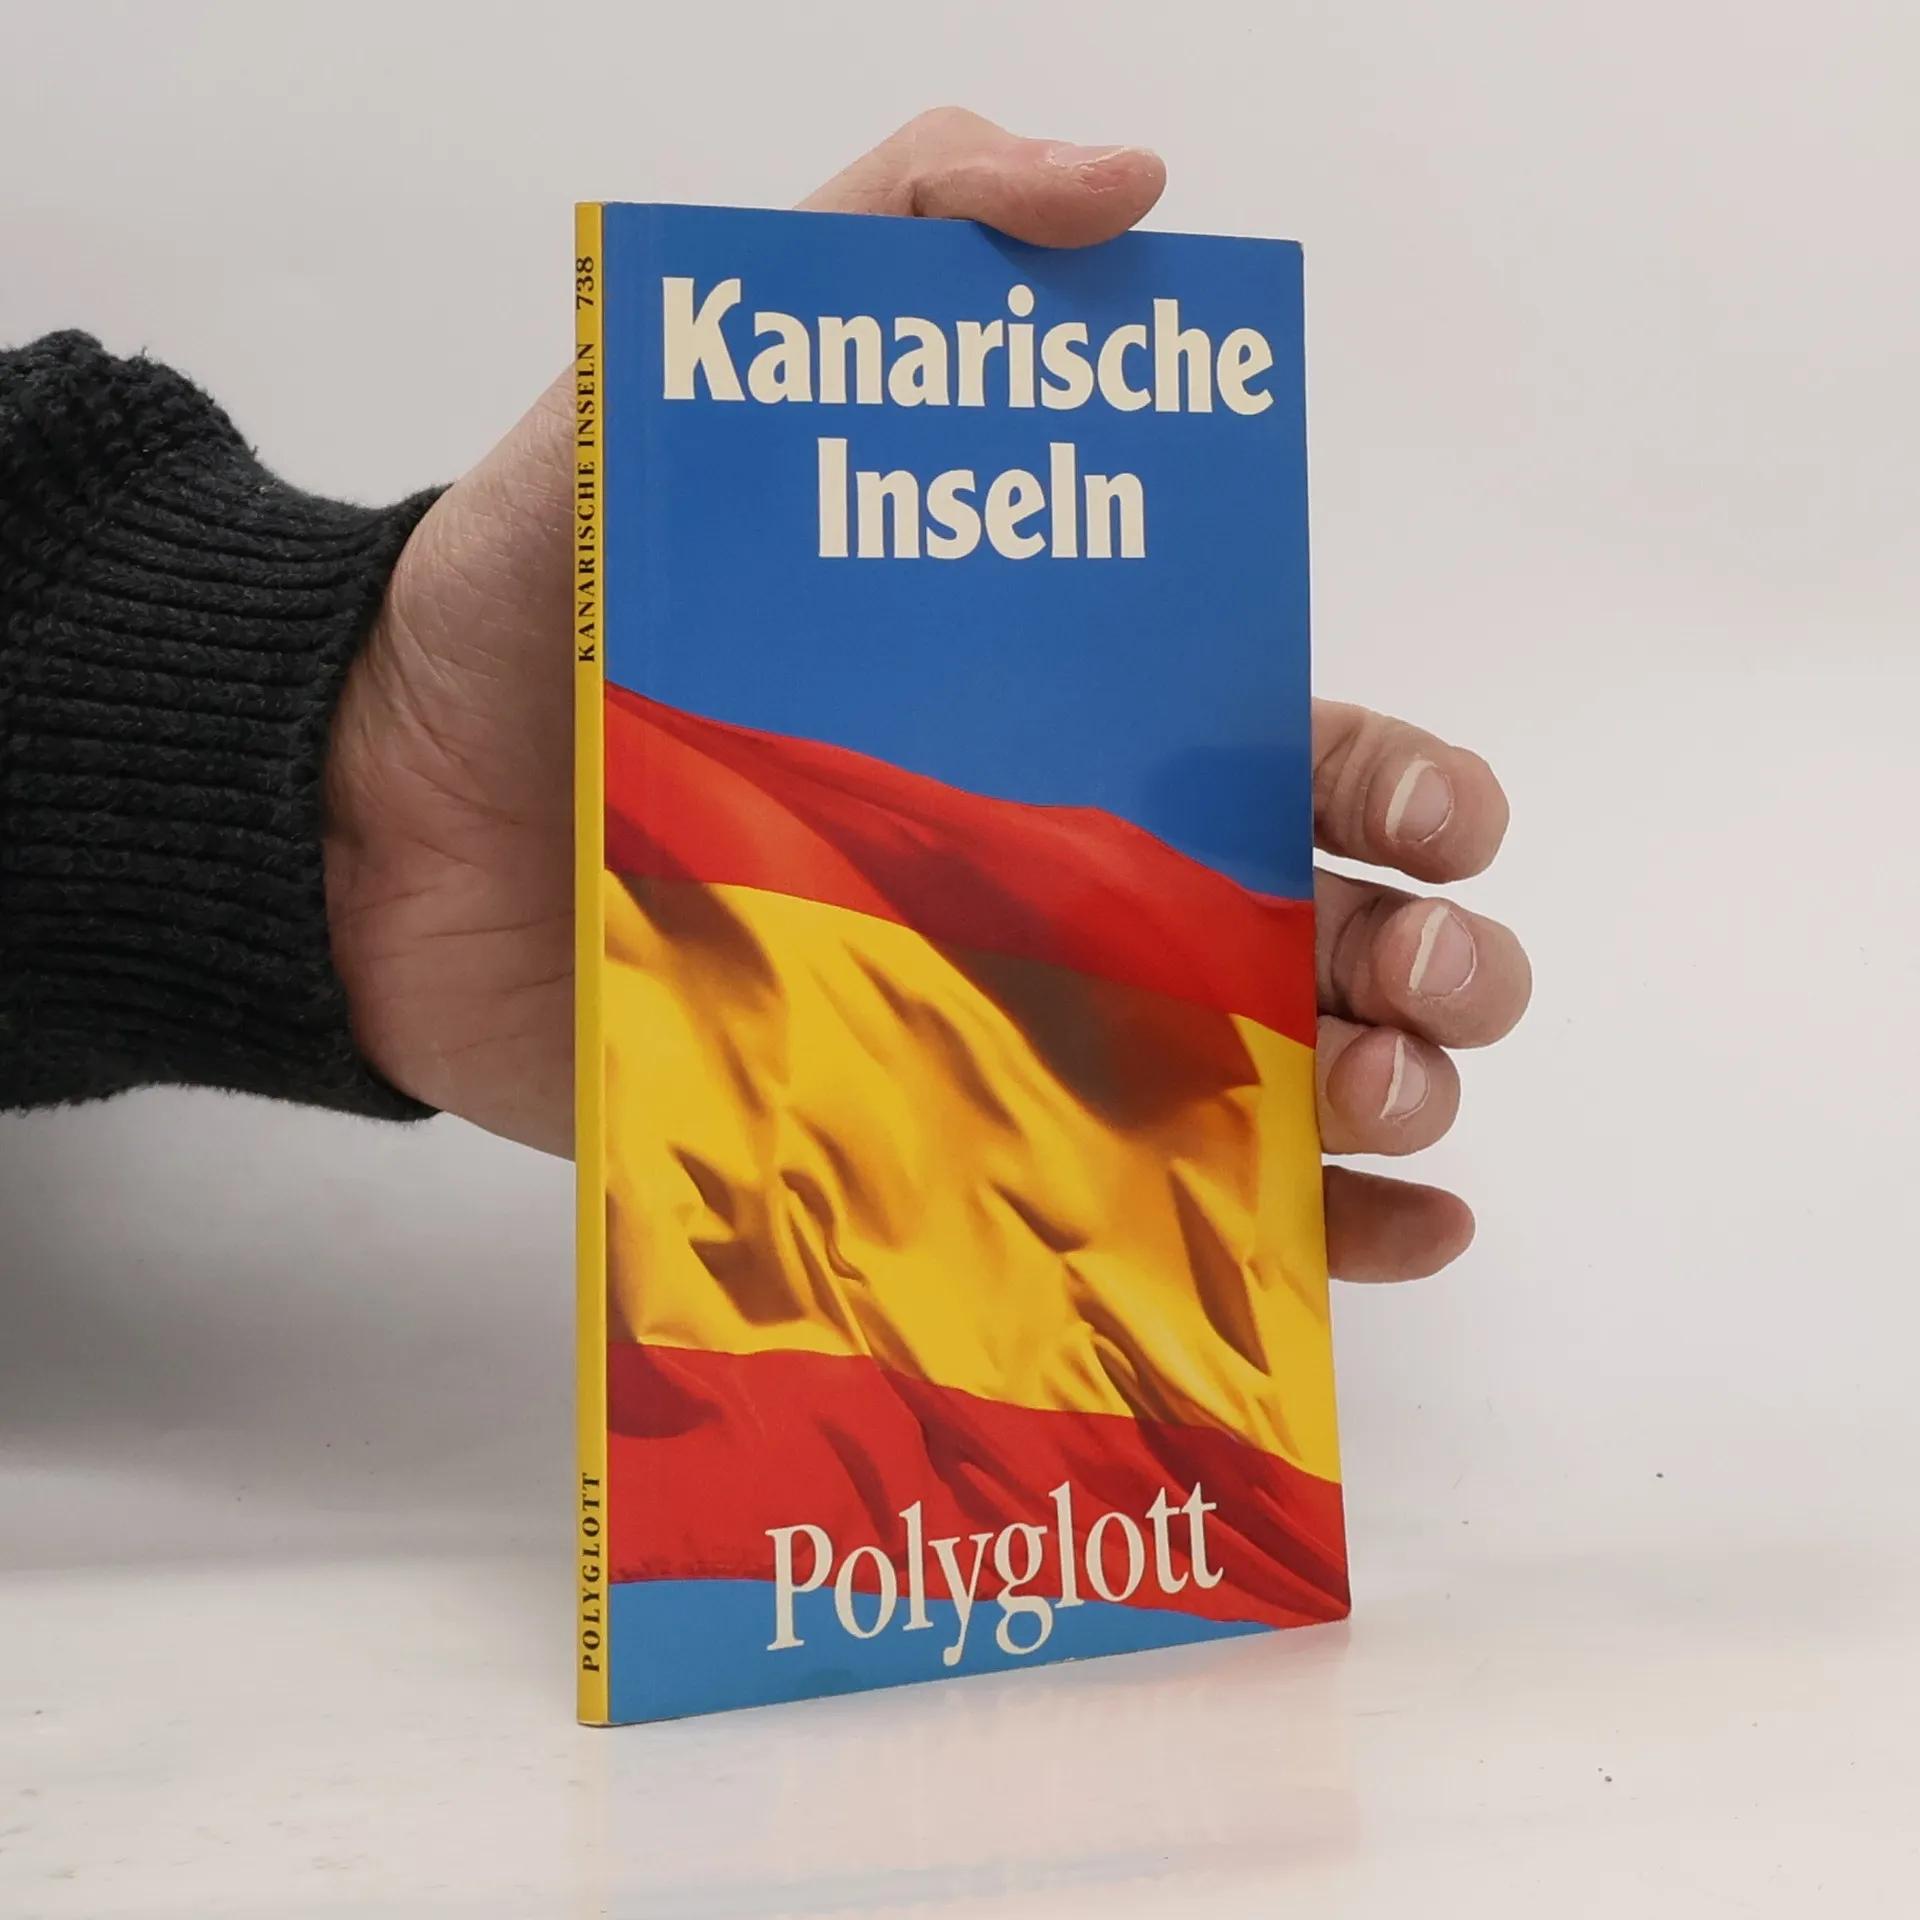 Kanarische
Inseln
Polyglott
POLYGLOTT KANARISCHE INSELN 738